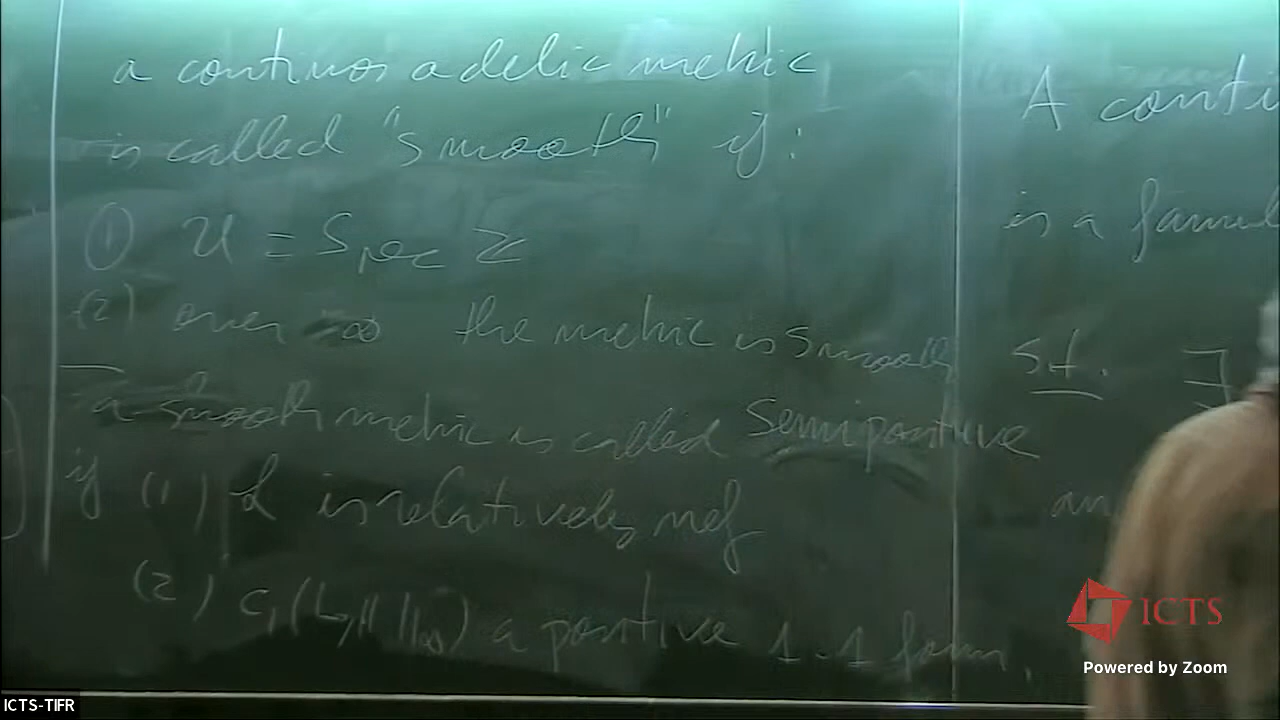 a continuos adelic metric
is called "smooth" if:
① U = Spec Z
(2) over ∞ the metric is smooth
a smooth metric is called semipositive
if (1) L is relatively nef
(2) c₁(L, || ||∞) a positive 1-1 form.
A conti
is a famil
s.t. ∃
an
ICTS
Powered by Zoom
ICTS-TIFR